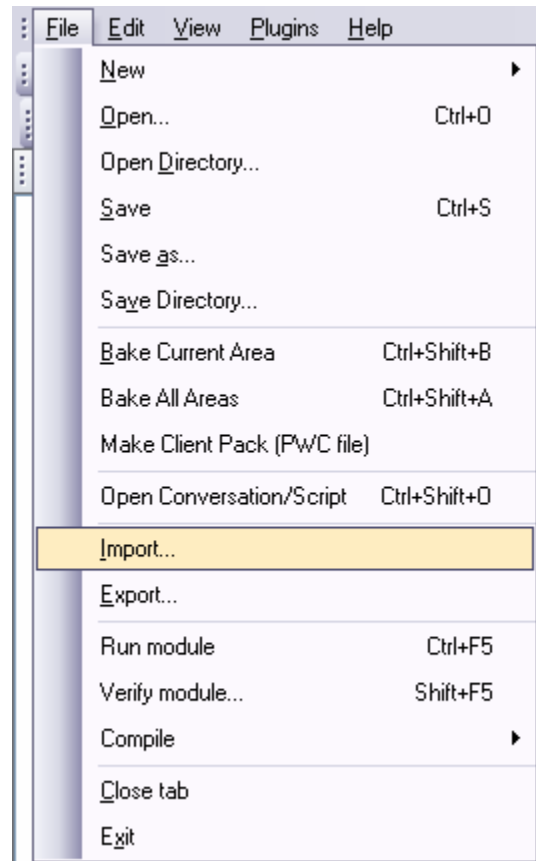 File Edit View Plugins Help
New
Open... Ctrl+O
Open Directory...
Save Ctrl+S
Save as...
Save Directory...
Bake Current Area Ctrl+Shift+B
Bake All Areas Ctrl+Shift+A
Make Client Pack (PWC file)
Open Conversation/Script Ctrl+Shift+O
Import...
Export...
Run module Ctrl+F5
Verify module... Shift+F5
Compile
Close tab
Exit